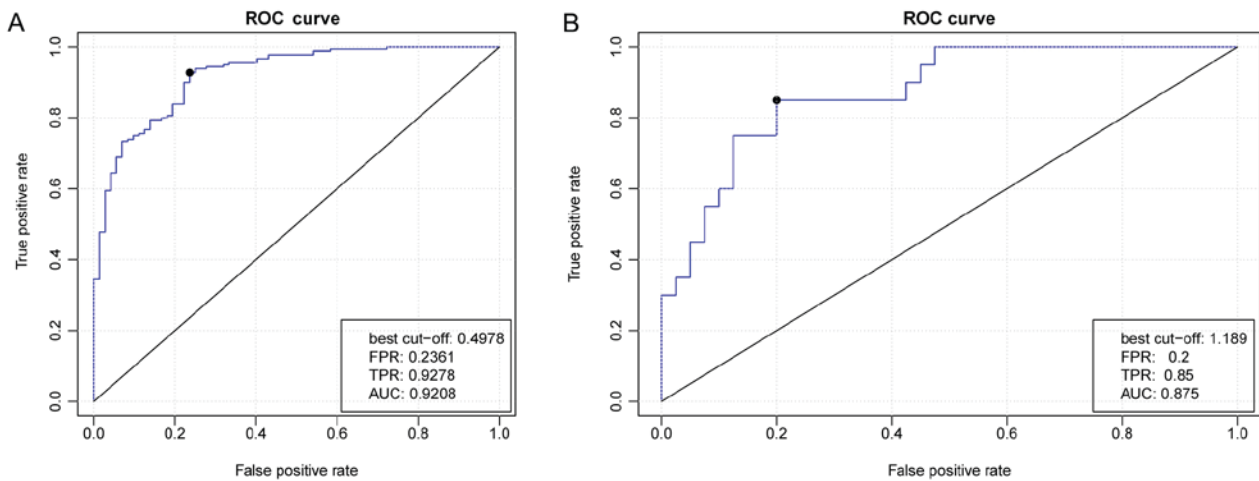 A
ROC curve
True positive rate
1.0
0.8
0.6
0.4
0.2
0.0
best cut-off: 0.4978
FPR: 0.2361
TPR: 0.9278
AUC: 0.9208
0.0 0.2 0.4 0.6 0.8 1.0
False positive rate
B
ROC curve
True positive rate
1.0
0.8
0.6
0.4
0.2
0.0
best cut-off: 1.189
FPR: 0.2
TPR: 0.85
AUC: 0.875
0.0 0.2 0.4 0.6 0.8 1.0
False positive rate